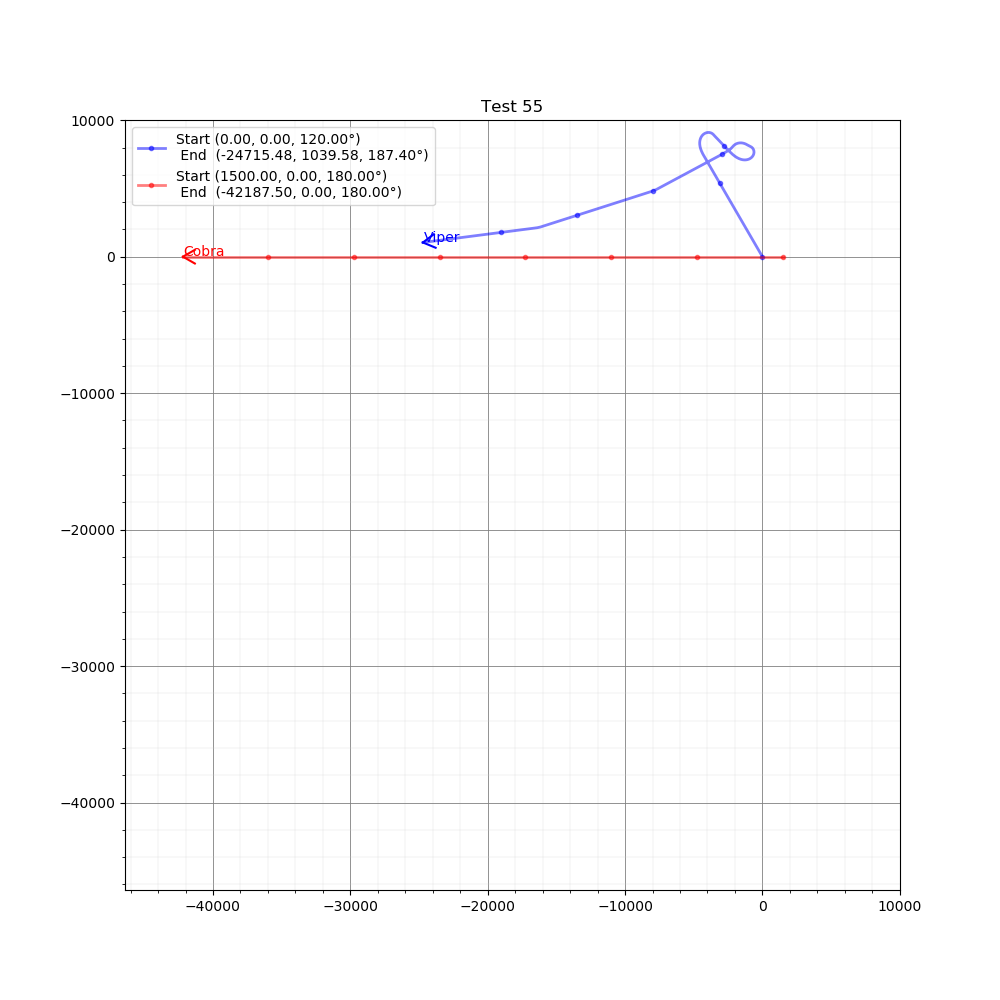 Test 55
Start (0.00, 0.00, 120.00°)
End (-24715.48, 1039.58, 187.40°)
Start (1500.00, 0.00, 180.00°)
End (-42187.50, 0.00, 180.00°)
10000
0
−10000
−20000
−30000
−40000
Viper
Cobra
−40000
−30000
−20000
−10000
0
10000